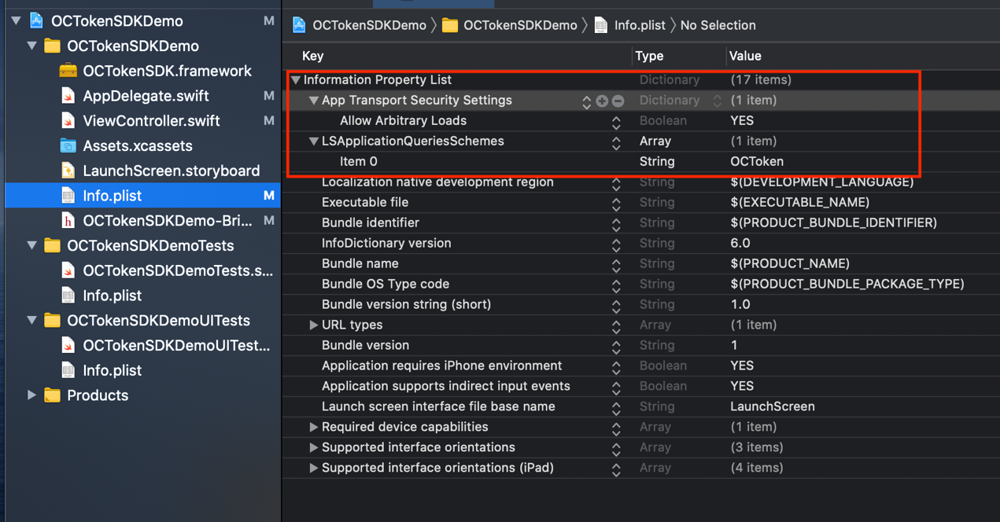 OCTokenSDKDemo M
OCTokenSDKDemo
OCTokenSDK.framework
AppDelegate.swift M
ViewController.swift M
Assets.xcassets
LaunchScreen.storyboard
Info.plist M
h OCTokenSDKDemo-Bri... M
OCTokenSDKDemoTests
OCTokenSDKDemoTests.s...
Info.plist
OCTokenSDKDemoUITests
OCTokenSDKDemoUITest...
Info.plist
Products
OCTokenSDKDemo 〉 OCTokenSDKDemo 〉 Info.plist 〉 No Selection
Key Type Value
Information Property List Dictionary (17 items)
App Transport Security Settings Dictionary (1 item)
Allow Arbitrary Loads Boolean YES
LSApplicationQueriesSchemes Array (1 item)
Item 0 String OCToken
Localization native development region String $(DEVELOPMENT_LANGUAGE)
Executable file String $(EXECUTABLE_NAME)
Bundle identifier String $(PRODUCT_BUNDLE_IDENTIFIER)
InfoDictionary version String 6.0
Bundle name String $(PRODUCT_NAME)
Bundle OS Type code String $(PRODUCT_BUNDLE_PACKAGE_TYPE)
Bundle version string (short) String 1.0
URL types Array (1 item)
Bundle version String 1
Application requires iPhone environment Boolean YES
Application supports indirect input events Boolean YES
Launch screen interface file base name String LaunchScreen
Required device capabilities Array (1 item)
Supported interface orientations Array (3 items)
Supported interface orientations (iPad) Array (4 items)